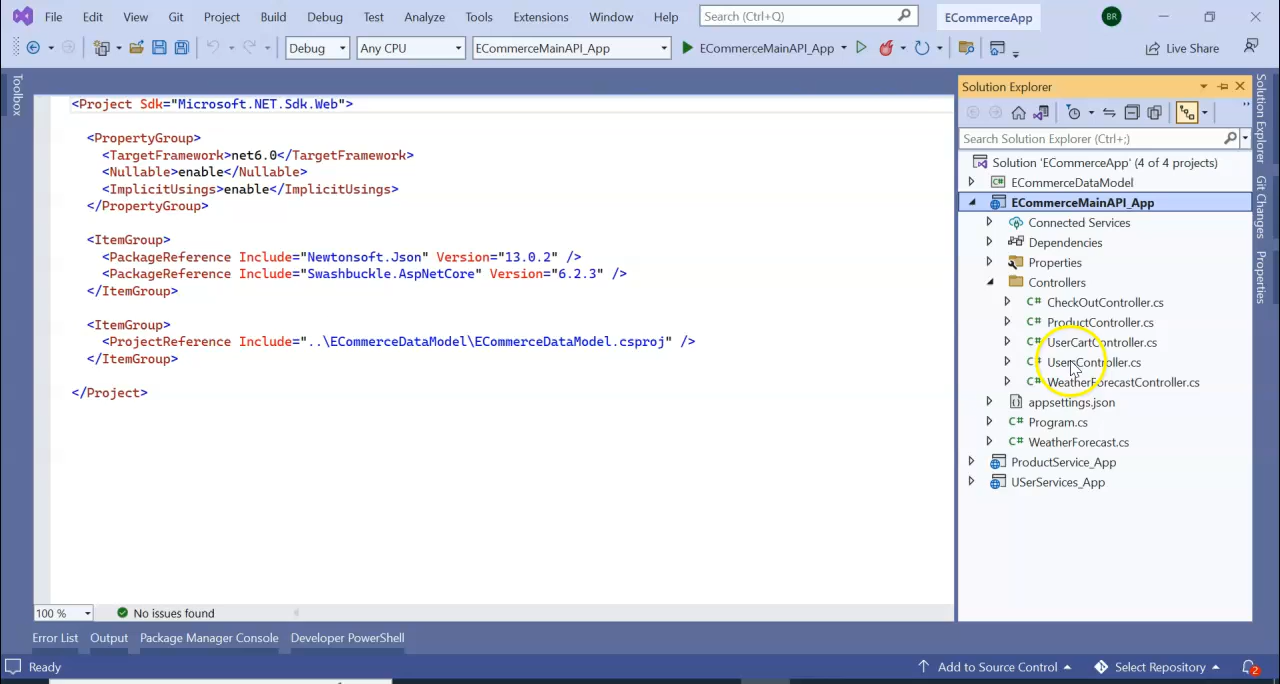 File Edit View Git Project Build Debug Test Analyze Tools Extensions Window Help Search (Ctrl+Q) ECommerceApp BR
Debug Any CPU ECommerceMainAPI_App ECommerceMainAPI_App Live Share
Toolbox
<Project Sdk="Microsoft.NET.Sdk.Web">
<PropertyGroup>
<TargetFramework>net6.0</TargetFramework>
<Nullable>enable</Nullable>
<ImplicitUsings>enable</ImplicitUsings>
</PropertyGroup>
<ItemGroup>
<PackageReference Include="Newtonsoft.Json" Version="13.0.2" />
<PackageReference Include="Swashbuckle.AspNetCore" Version="6.2.3" />
</ItemGroup>
<ItemGroup>
<ProjectReference Include="..\ECommerceDataModel\ECommerceDataModel.csproj" />
</ItemGroup>
</Project>
100 % No issues found
Solution Explorer
Search Solution Explorer (Ctrl+;)
Solution 'ECommerceApp' (4 of 4 projects)
C# ECommerceDataModel
ECommerceMainAPI_App
Connected Services
Dependencies
Properties
Controllers
C# CheckOutController.cs
C# ProductController.cs
C# UserCartController.cs
C# UsersController.cs
C# WeatherForecastController.cs
appsettings.json
C# Program.cs
C# WeatherForecast.cs
ProductService_App
USerServices_App
Solution Explorer
Git Changes
Properties
Error List Output Package Manager Console Developer PowerShell
Ready Add to Source Control Select Repository 2